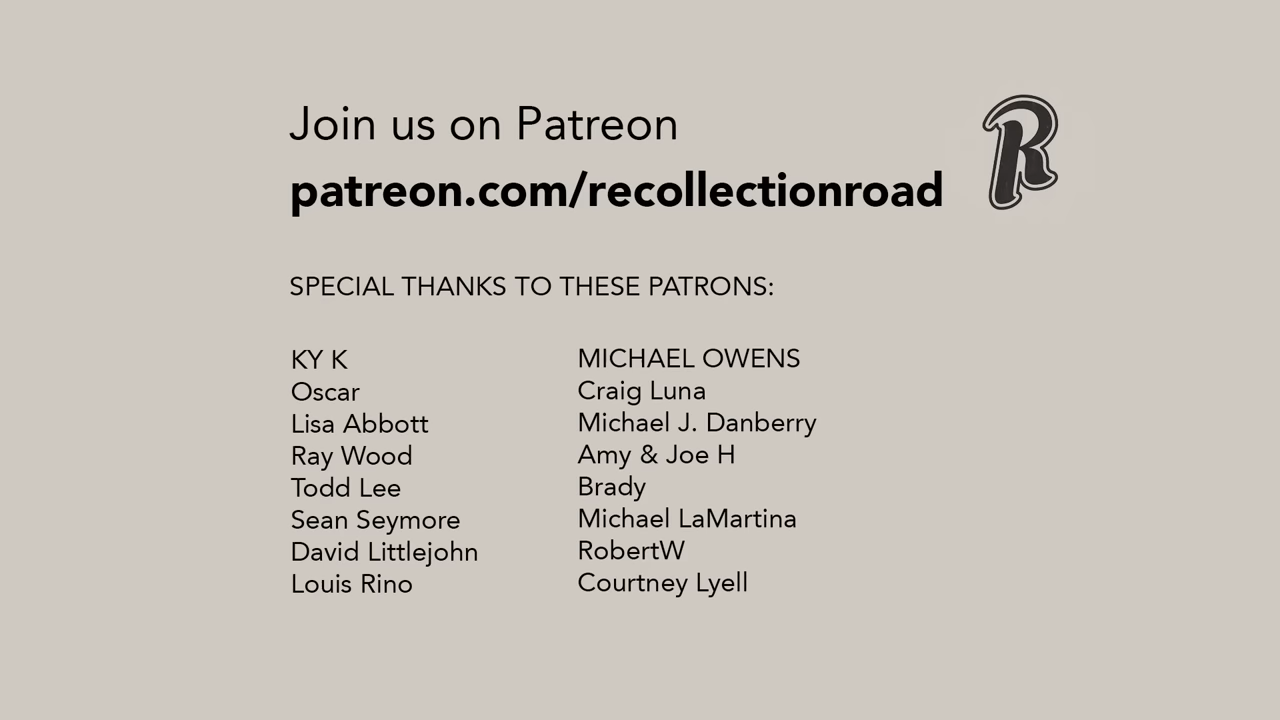 Join us on Patreon
patreon.com/recollectionroad
R
SPECIAL THANKS TO THESE PATRONS:
KY K
Oscar
Lisa Abbott
Ray Wood
Todd Lee
Sean Seymore
David Littlejohn
Louis Rino
MICHAEL OWENS
Craig Luna
Michael J. Danberry
Amy & Joe H
Brady
Michael LaMartina
RobertW
Courtney Lyell